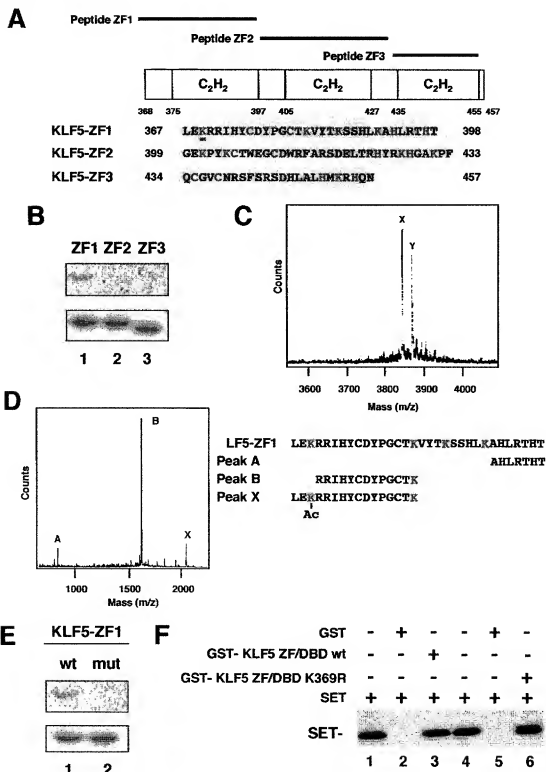 A
Peptide ZF1
Peptide ZF2
Peptide ZF3
C2H2 C2H2 C2H2
368 375 397 405 427 435 455 457
KLF5-ZF1 367 LEKRRIHYCDYPGCTKVYTKSSHLKAHLRTHT 398
ac
KLF5-ZF2 399 GEKPYKCTWEGCDWRFARSDELTRHYRKHGAKPF 433
KLF5-ZF3 434 QCGVCNRSFSRSDHLALHMKRHQN 457
B
ZF1 ZF2 ZF3
1 2 3
C
Counts
X
Y
3600 3700 3800 3900 4000
Mass (m/z)
D
Counts
A
B
X
1000 1500 2000
Mass (m/z)
LF5-ZF1 LEKRRIHYCDYPGCTKVYTKSSHLKAHLRTHT
Peak A AHLRTHT
Peak B RRIHYCDYPGCTK
Peak X LEKRRIHYCDYPGCTK
Ac
E
KLF5-ZF1
wt mut
1 2
F
GST - + - - + -
GST- KLF5 ZF/DBD wt - - + - - -
GST- KLF5 ZF/DBD K369R - - - - - +
SET + + + + + +
SET-
1 2 3 4 5 6